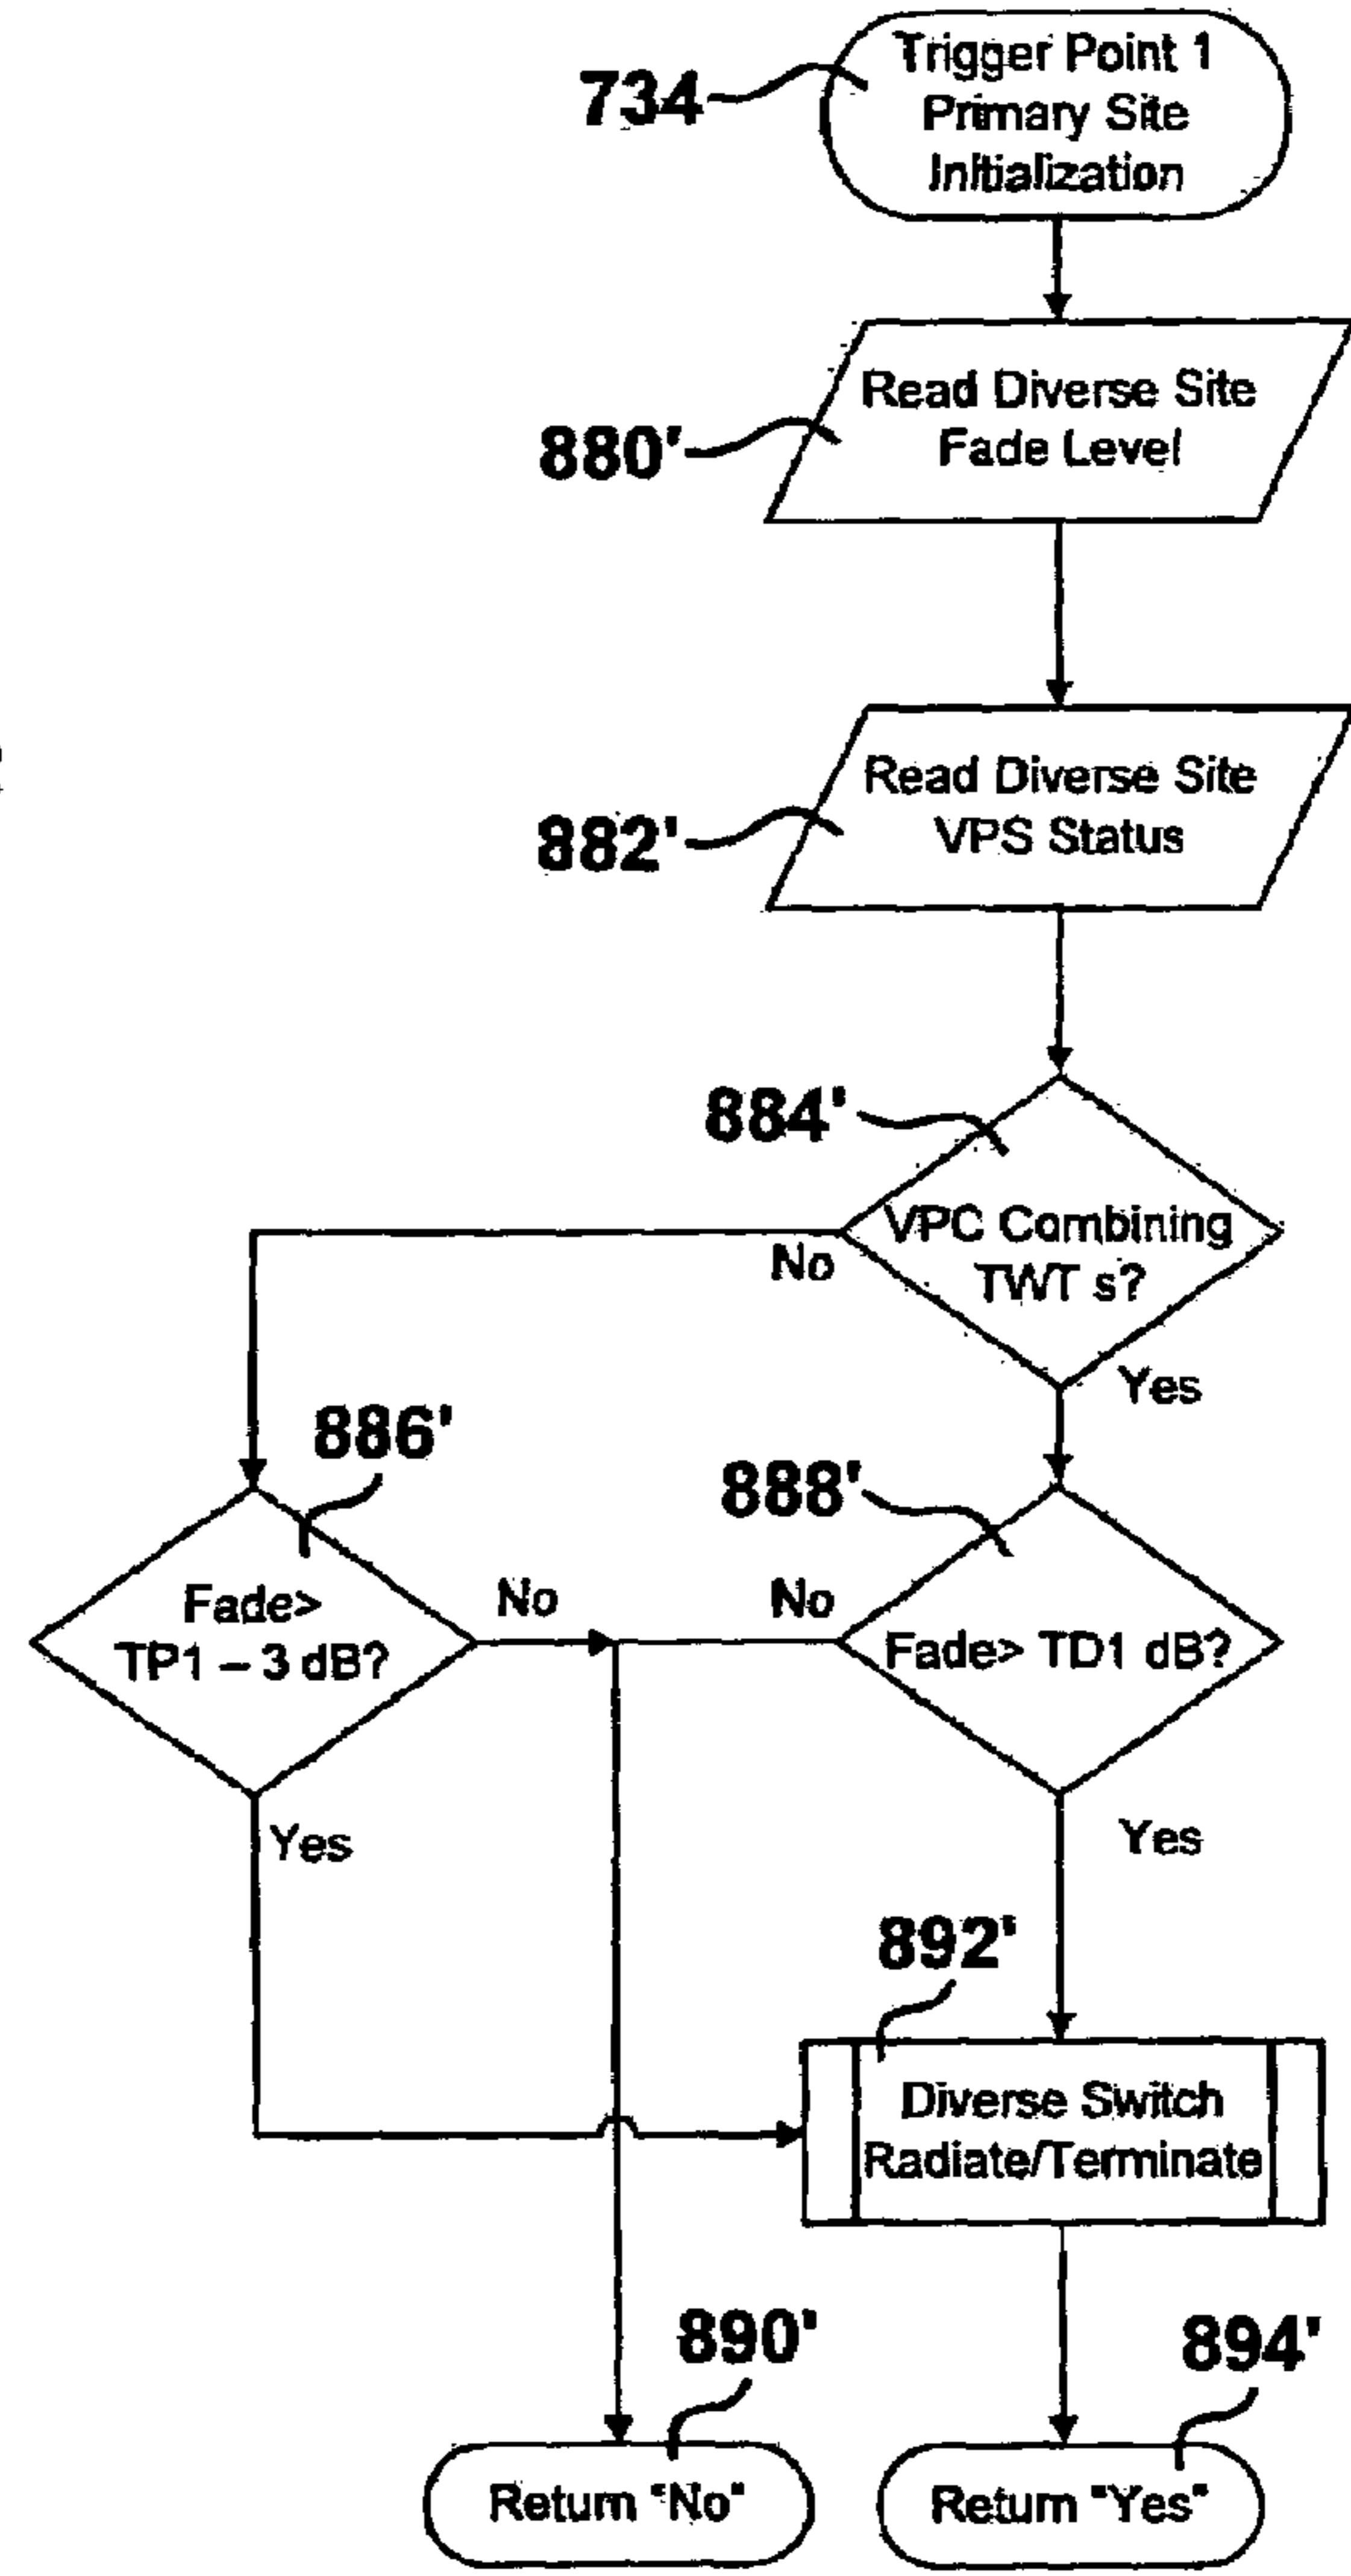 734
Trigger Point 1
Primary Site
Initialization
880'
Read Diverse Site
Fade Level
882'
Read Diverse Site
VPS Status
884'
VPC Combining
TWT s?
No
Yes
886'
888'
Fade>
TP1 – 3 dB?
No
No
Fade> TD1 dB?
Yes
Yes
892'
Diverse Switch
Radiate/Terminate
890'
894'
Return "No"
Return "Yes"